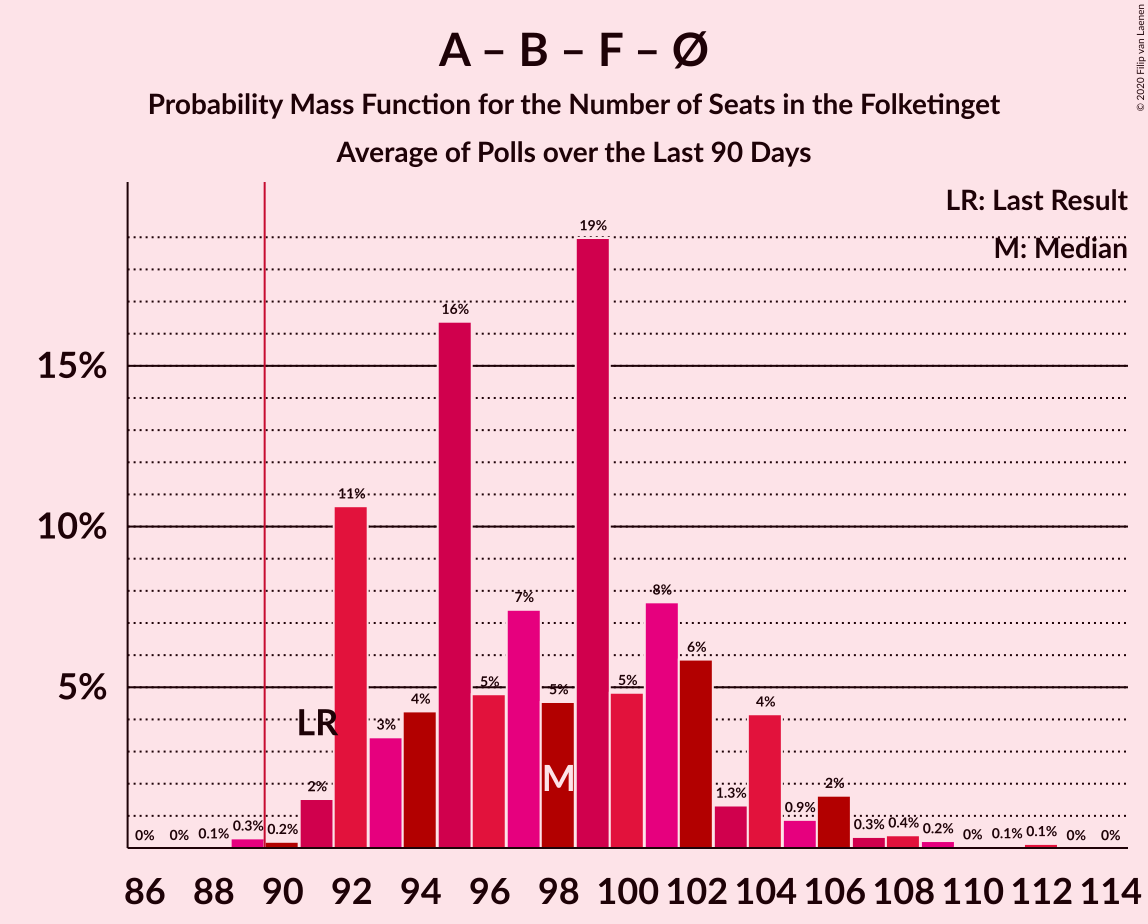 A – B – F – Ø
Probability Mass Function for the Number of Seats in the Folketinget
Average of Polls over the Last 90 Days
© 2020 Filip van Laenen
LR: Last Result
M: Median
19%
16%
15%
11%
10%
8%
7%
6%
5%
5%
5%
5%
4%
4%
3%
LR
M
2%
2%
1.3%
0.9%
0% 0% 0.1% 0.3% 0.2%
0.3% 0.4% 0.2% 0% 0.1% 0.1% 0% 0%
86 88 90 92 94 96 98 100 102 104 106 108 110 112 114